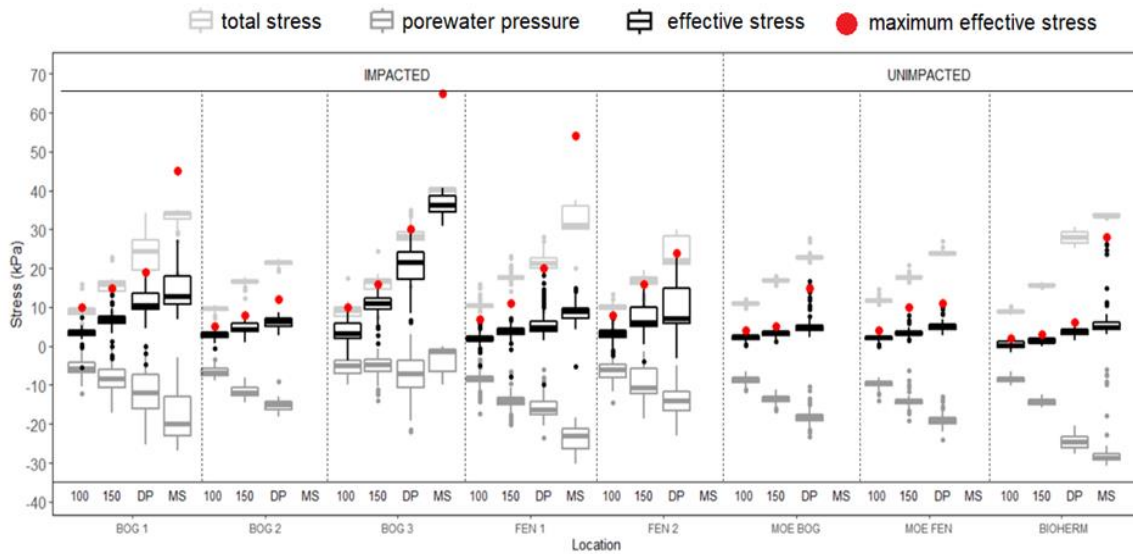 total stress porewater pressure effective stress maximum effective stress
IMPACTED UNIMPACTED
70
60
50
40
30
20
10
0
-10
-20
-30
-40
Stress (kPa)
100 150 DP MS 100 150 DP MS 100 150 DP MS 100 150 DP MS 100 150 DP MS 100 150 DP MS 100 150 DP MS 100 150 DP MS
BOG 1 BOG 2 BOG 3 FEN 1 FEN 2 MOE BOG MOE FEN BIOHERM
Location